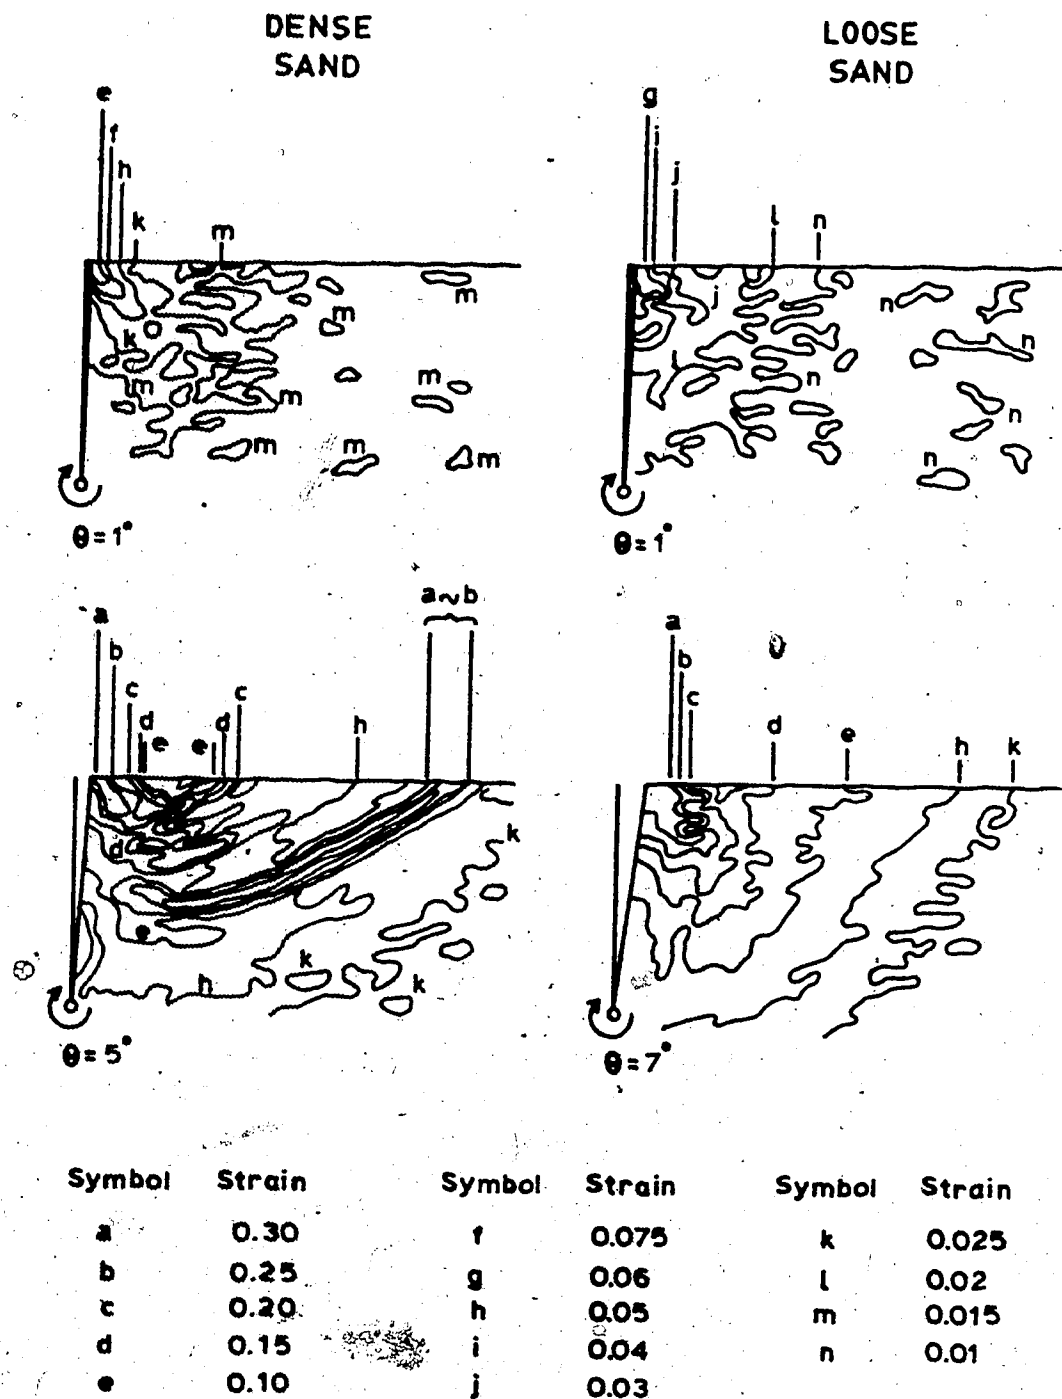 DENSE
SAND
LOOSE
SAND
e
f
h
k
m
m
m
k
m
m
m
m
m
m
θ=1°
g
i
j
l
n
j
n
n
n
n
n
θ=1°
a
b
c
d
e
e
d
c
h
a~b
d
e
h
k
k
k
θ=5°
a
b
c
d
e
h
k
θ=7°
Symbol Strain Symbol Strain Symbol Strain
a 0.30 f 0.075 k 0.025
b 0.25 g 0.06 l 0.02
c 0.20 h 0.05 m 0.015
d 0.15 i 0.04 n 0.01
e 0.10 j 0.03